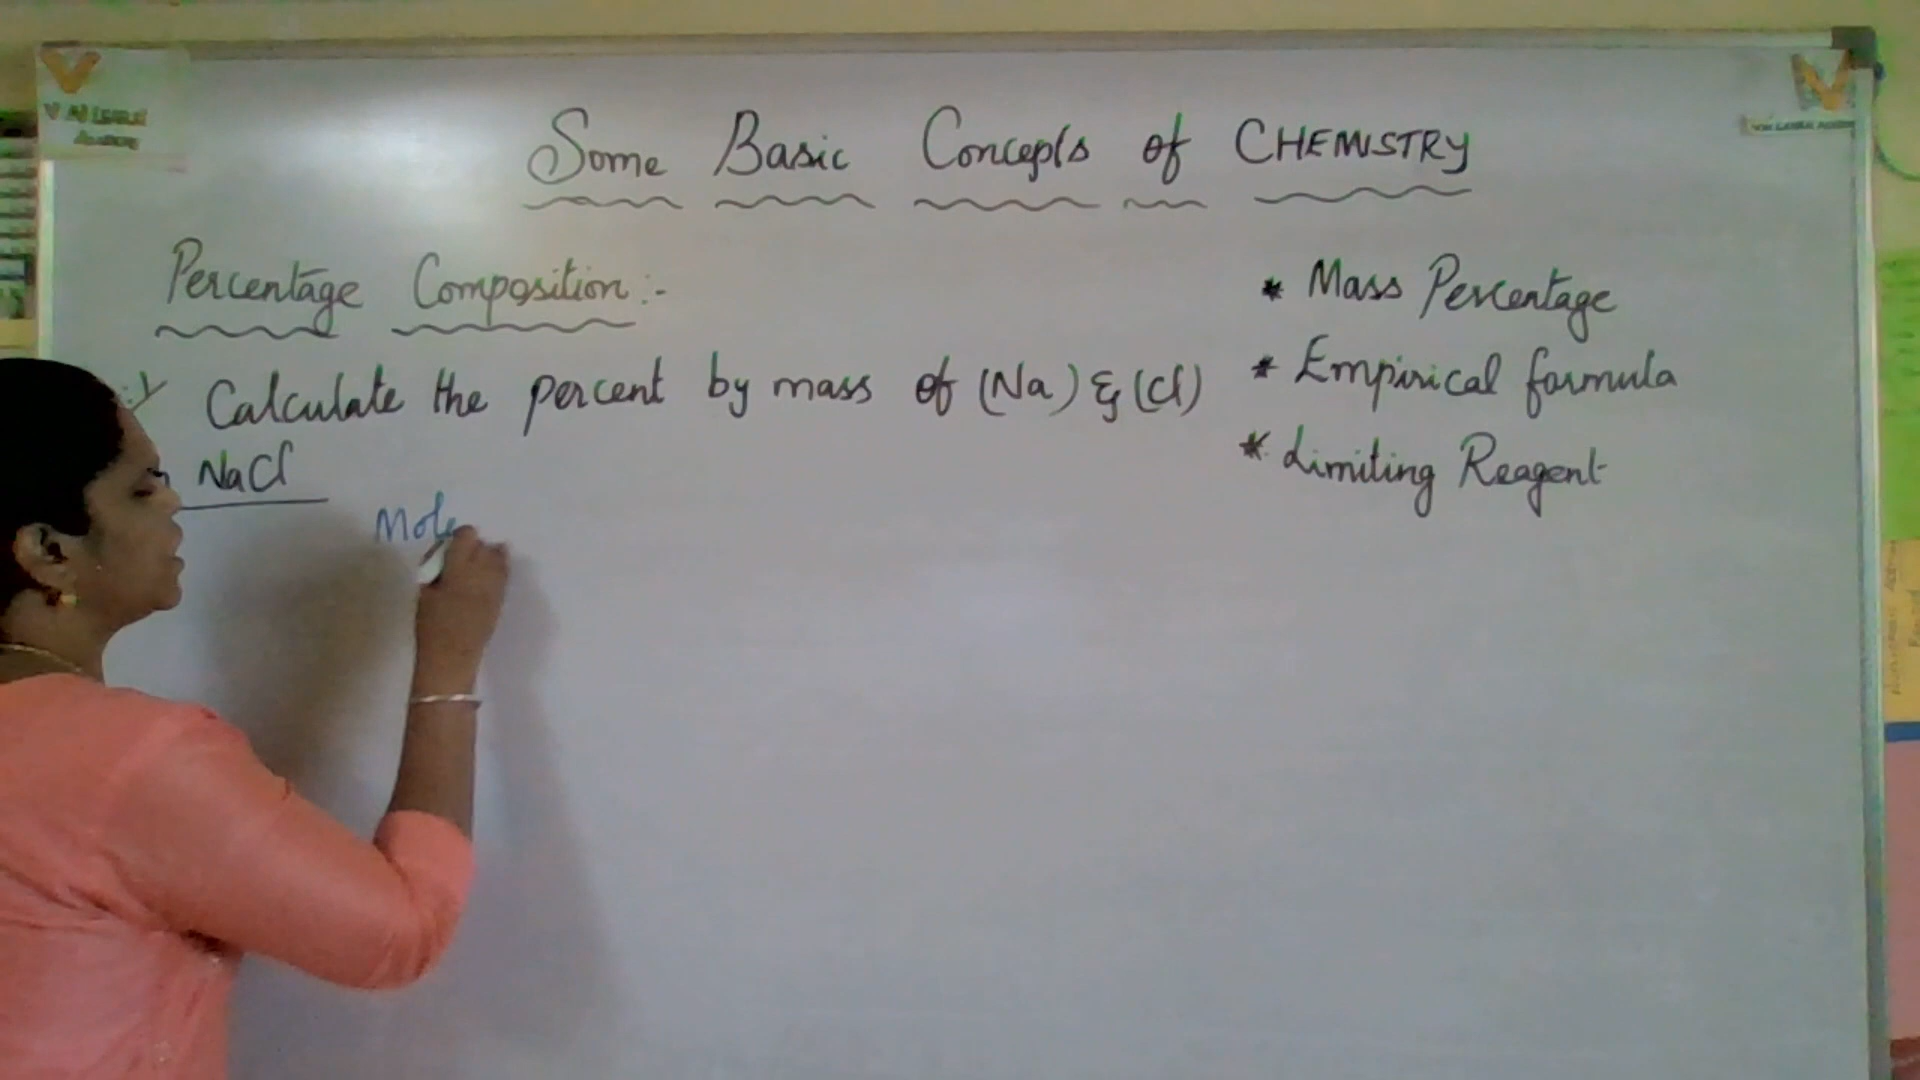 Some Basic Concepts of CHEMISTRY
Percentage Composition:-
Calculate the percent by mass of (Na) & (Cl)
NaCl
Mole
* Mass Percentage
* Empirical formula
* Limiting Reagent